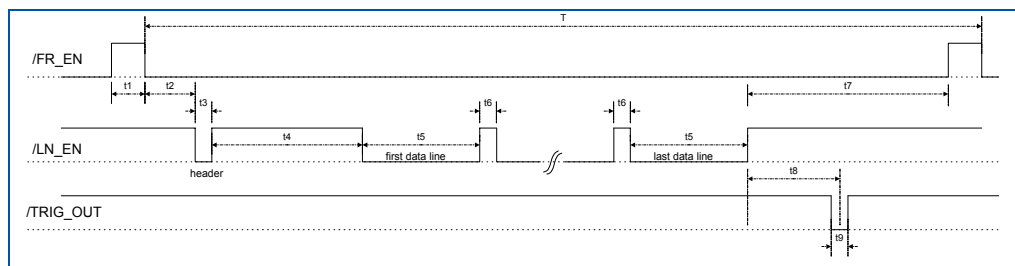 T
/FR_EN
t1
t2
t7
t3
t6
t6
/LN_EN
t4
t5
t5
first data line
last data line
header
t8
/TRIG_OUT
t9